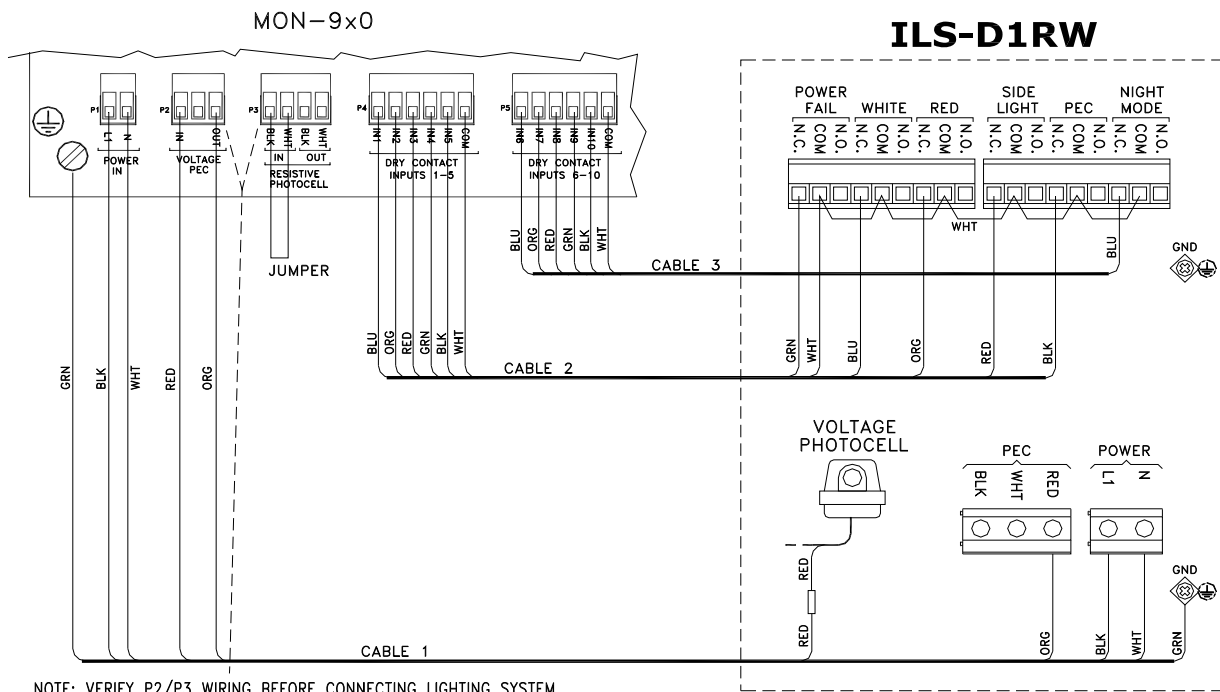 MON-9x0
ILS-D1RW
P1
P2
P3
P4
P5
L1
N
IN
OUT
BLK
WHT
BLK
WHT
IN1
IN2
IN3
IN4
IN5
COM
IN6
IN7
IN8
IN9
IN10
COM
POWER
IN
VOLTAGE
PEC
IN
OUT
RESISTIVE
PHOTOCELL
DRY CONTACT
INPUTS 1-5
DRY CONTACT
INPUTS 6-10
JUMPER
POWER
FAIL
WHITE
RED
SIDE
LIGHT
PEC
NIGHT
MODE
N.C.
COM
N.O.
N.C.
COM
N.O.
N.C.
COM
N.O.
N.C.
COM
N.O.
N.C.
COM
N.O.
N.C.
COM
N.O.
WHT
BLU
ORG
RED
GRN
BLK
WHT
CABLE 3
BLU
GND
BLU
ORG
RED
GRN
BLK
WHT
CABLE 2
GRN
WHT
BLU
ORG
RED
BLK
GRN
BLK
WHT
RED
ORG
VOLTAGE
PHOTOCELL
RED
RED
PEC
BLK
WHT
RED
POWER
L1
N
GND
ORG
BLK
WHT
GRN
CABLE 1
NOTE: VERIFY P2/P3 WIRING BEFORE CONNECTING LIGHTING SYSTEM